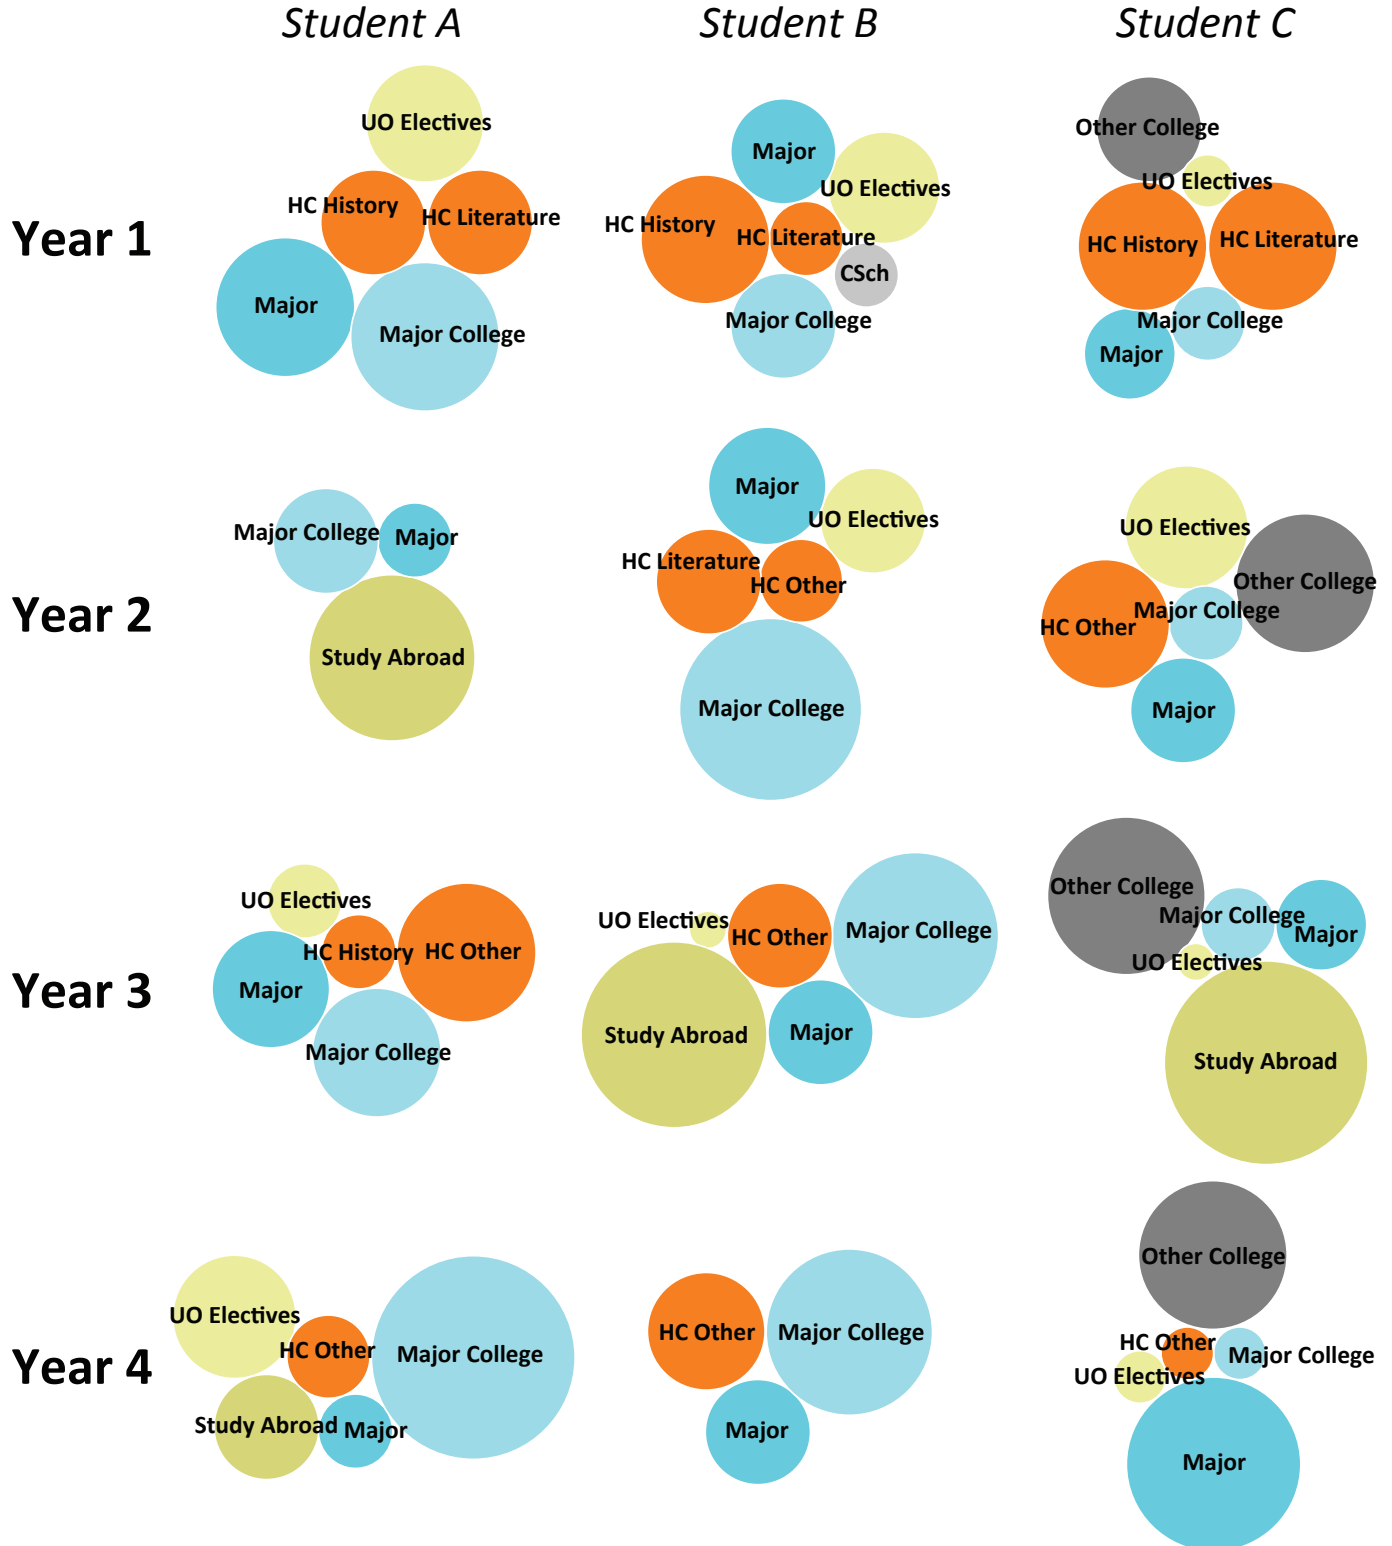 Student A
Student B
Student C
Year 1
UO Electives
HC History
HC Literature
Major
Major College
Major
UO Electives
HC History
HC Literature
CSch
Major College
Other College
UO Electives
HC History
HC Literature
Major College
Major
Year 2
Major College
Major
Study Abroad
Major
UO Electives
HC Literature
HC Other
Major College
UO Electives
Other College
Major College
HC Other
Major
Year 3
UO Electives
HC History
HC Other
Major
Major College
UO Electives
HC Other
Major College
Study Abroad
Major
Other College
Major College
Major
UO Electives
Study Abroad
Year 4
UO Electives
HC Other
Major College
Study Abroad
Major
HC Other
Major College
Major
Other College
HC Other
Major College
UO Electives
Major